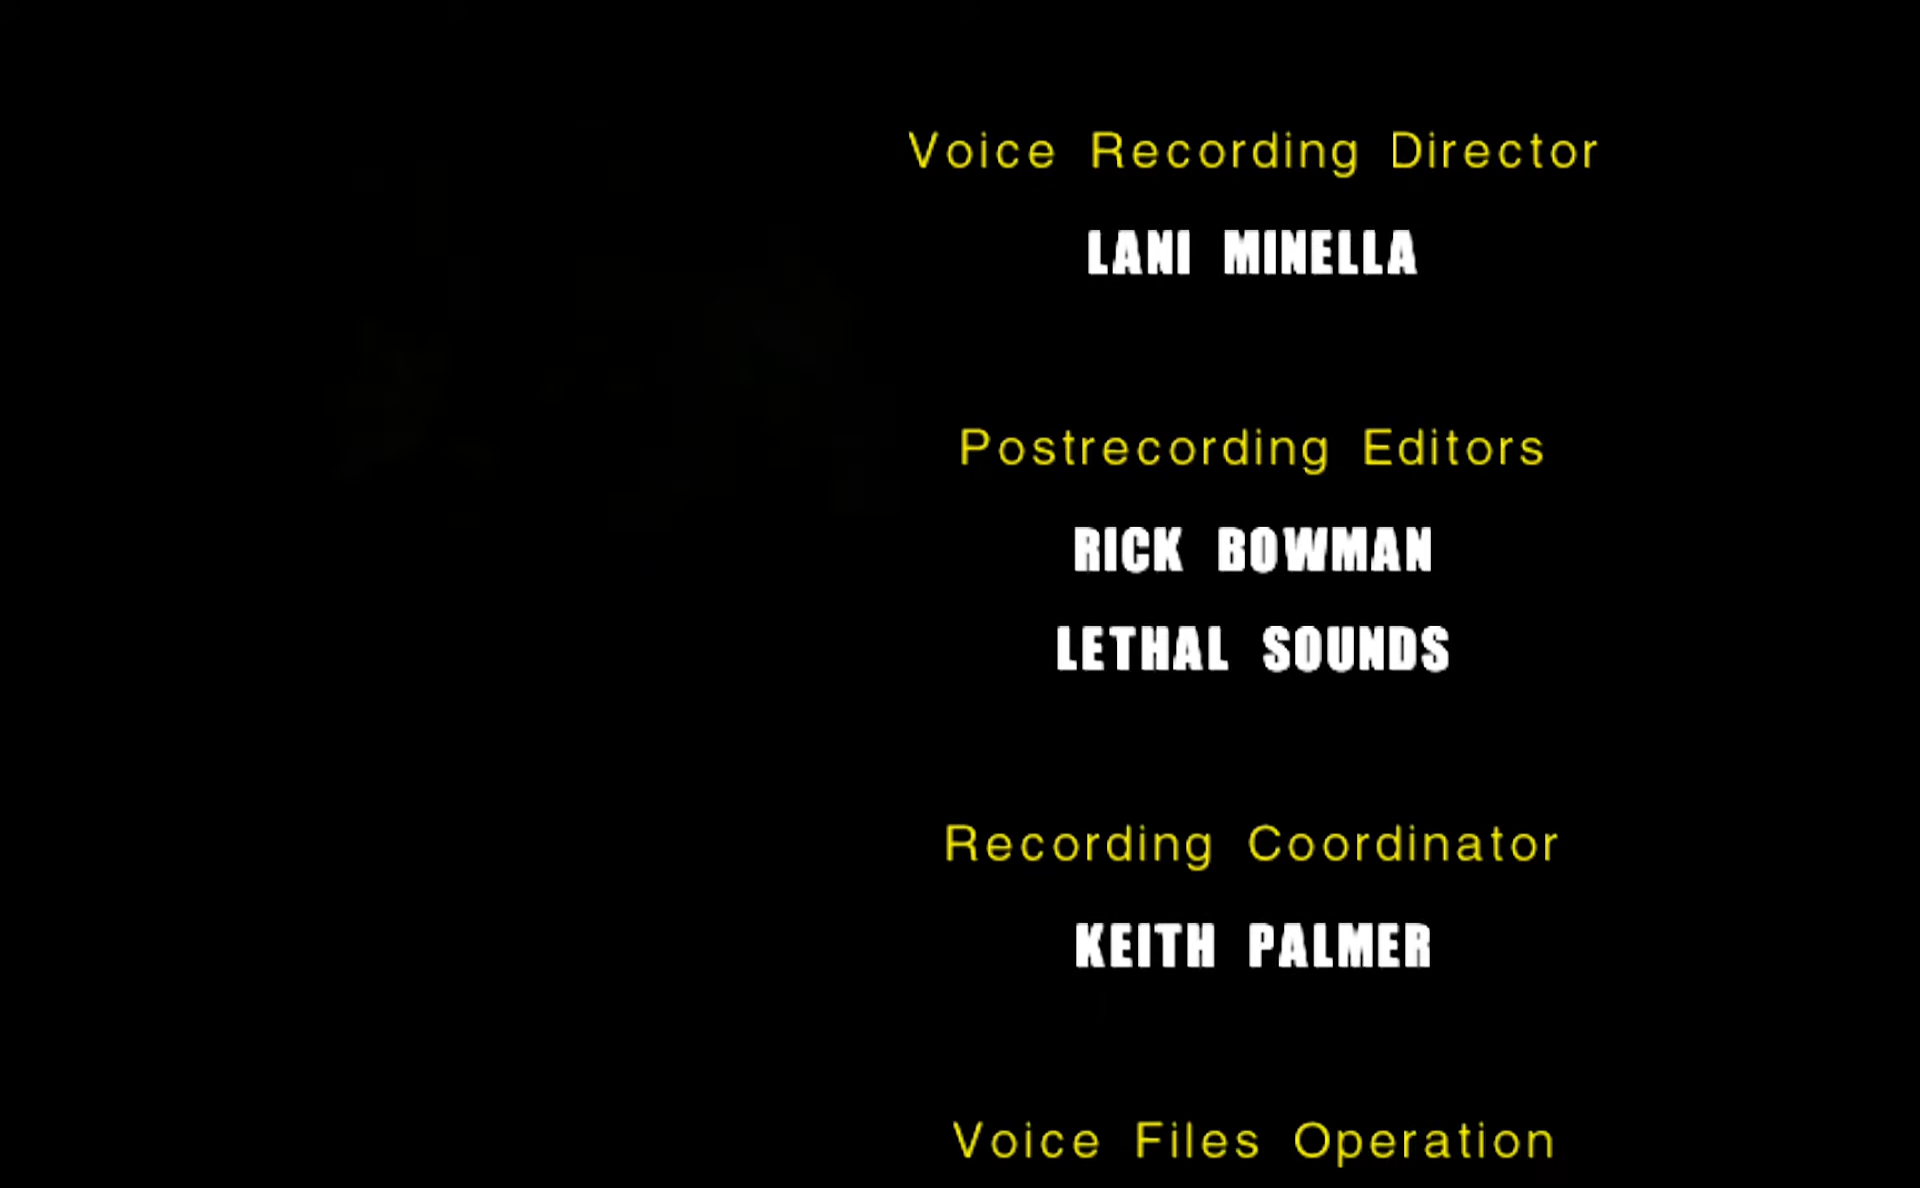 Voice Recording Director
LANI MINELLA
Postrecording Editors
RICK BOWMAN
LETHAL SOUNDS
Recording Coordinator
KEITH PALMER
Voice Files Operation